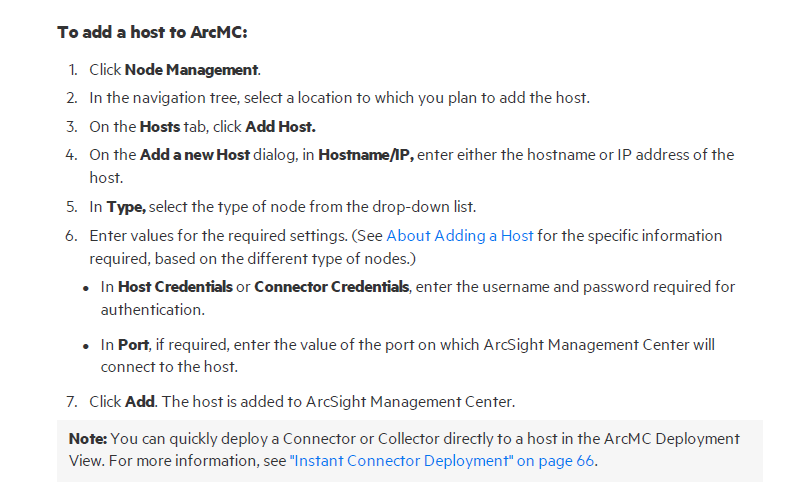 To add a host to ArcMC:
1. Click Node Management.
2. In the navigation tree, select a location to which you plan to add the host.
3. On the Hosts tab, click Add Host.
4. On the Add a new Host dialog, in Hostname/IP, enter either the hostname or IP address of the
host.
5. In Type, select the type of node from the drop-down list.
6. Enter values for the required settings. (See About Adding a Host for the specific information
required, based on the different type of nodes.)
• In Host Credentials or Connector Credentials, enter the username and password required for
authentication.
• In Port, if required, enter the value of the port on which ArcSight Management Center will
connect to the host.
7. Click Add. The host is added to ArcSight Management Center.
Note: You can quickly deploy a Connector or Collector directly to a host in the ArcMC Deployment
View. For more information, see "Instant Connector Deployment" on page 66.